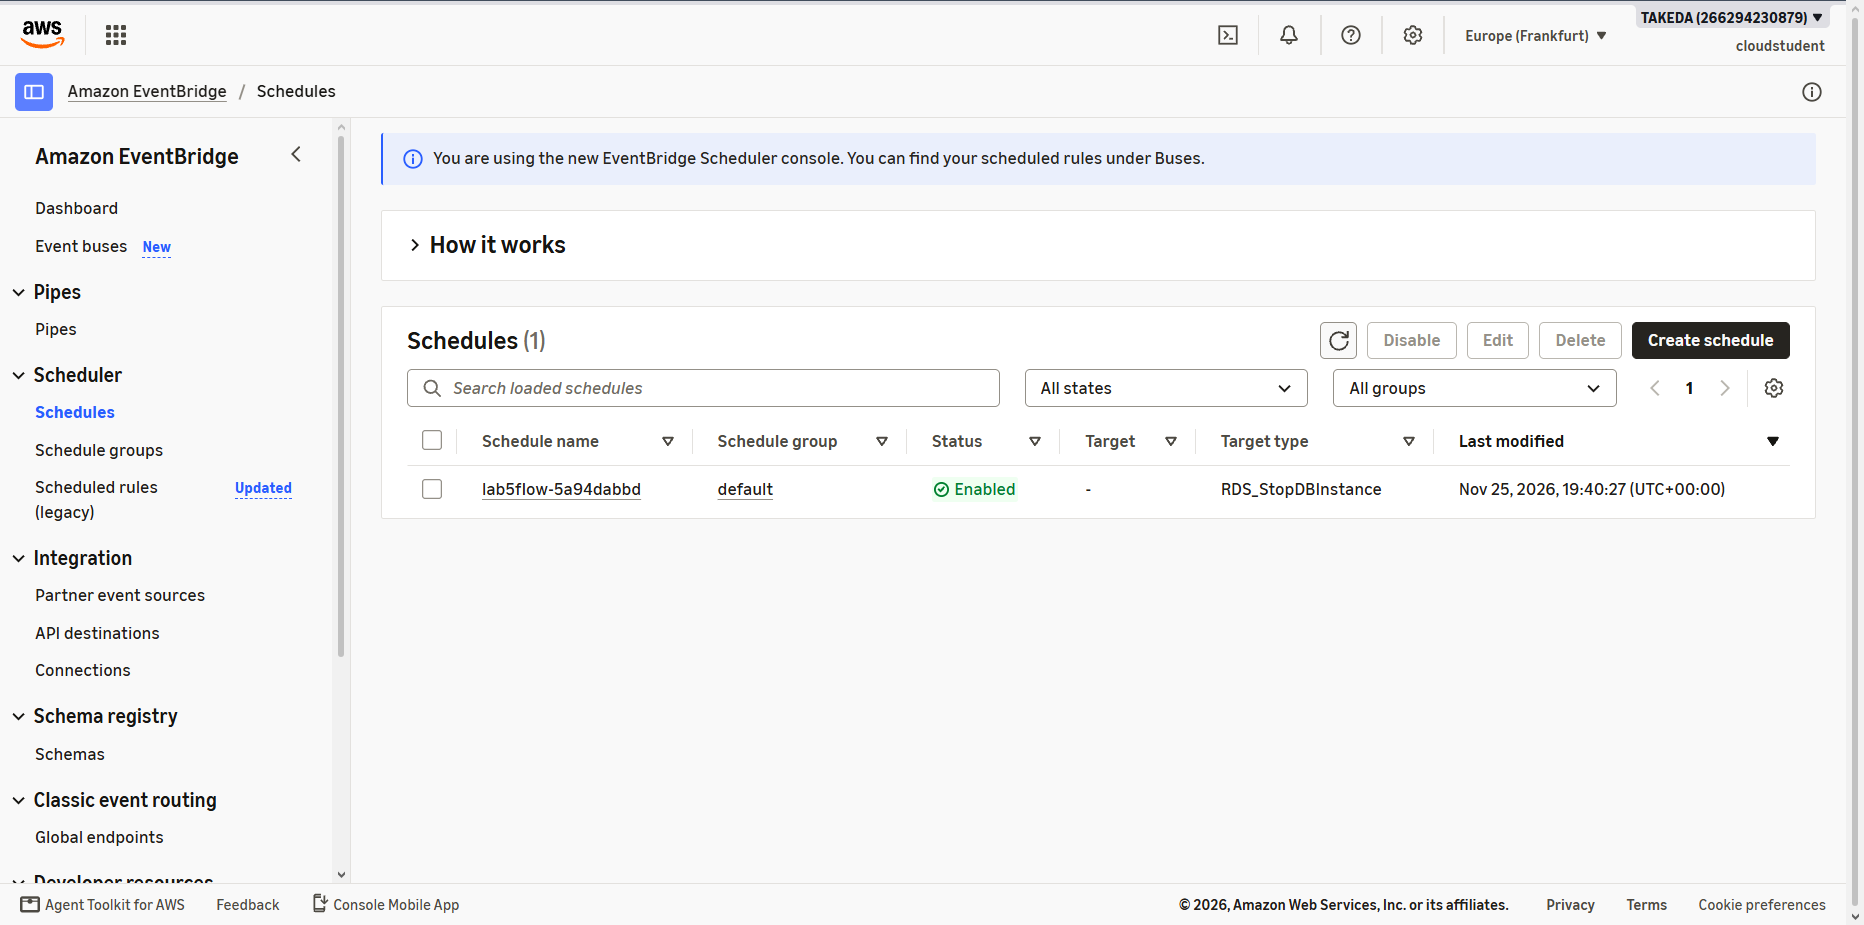 aws
Europe (Frankfurt)
TAKEDA (266294230879)
cloudstudent
Amazon EventBridge / Schedules
Amazon EventBridge
Dashboard
Event buses New
Pipes
Pipes
Scheduler
Schedules
Schedule groups
Scheduled rules Updated
(legacy)
Integration
Partner event sources
API destinations
Connections
Schema registry
Schemas
Classic event routing
Global endpoints
Developer resources
You are using the new EventBridge Scheduler console. You can find your scheduled rules under Buses.
How it works
Schedules (1)
Disable Edit Delete Create schedule
Search loaded schedules All states All groups 1
Schedule name Schedule group Status Target Target type Last modified
lab5flow-5a94dabbd default Enabled - RDS_StopDBInstance Nov 25, 2026, 19:40:27 (UTC+00:00)
Agent Toolkit for AWS Feedback Console Mobile App © 2026, Amazon Web Services, Inc. or its affiliates. Privacy Terms Cookie preferences